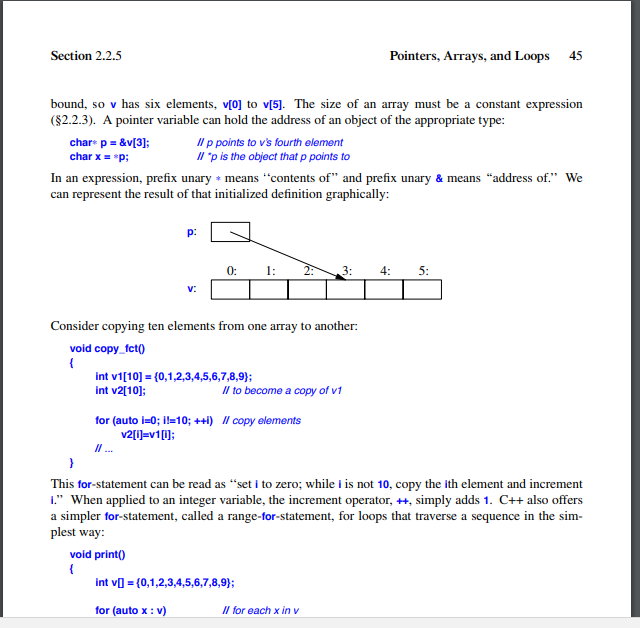 Section 2.2.5 Pointers, Arrays, and Loops 45
bound, so v has six elements, v[0] to v[5]. The size of an array must be a constant expression
(§2.2.3). A pointer variable can hold the address of an object of the appropriate type:
char∗ p = &v[3]; // p points to v’s fourth element
char x = ∗p; // *p is the object that p points to
In an expression, prefix unary ∗ means ‘‘contents of’’ and prefix unary & means “address of.’’ We
can represent the result of that initialized definition graphically:
p:
0: 1: 2: 3: 4: 5:
v:
Consider copying ten elements from one array to another:
void copy_fct()
{
int v1[10] = {0,1,2,3,4,5,6,7,8,9};
int v2[10]; // to become a copy of v1
for (auto i=0; i!=10; ++i) // copy elements
v2[i]=v1[i];
// ...
}
This for-statement can be read as ‘‘set i to zero; while i is not 10, copy the ith element and increment
i.’’ When applied to an integer variable, the increment operator, ++, simply adds 1. C++ also offers
a simpler for-statement, called a range-for-statement, for loops that traverse a sequence in the sim-
plest way:
void print()
{
int v[] = {0,1,2,3,4,5,6,7,8,9};
for (auto x : v) // for each x in v